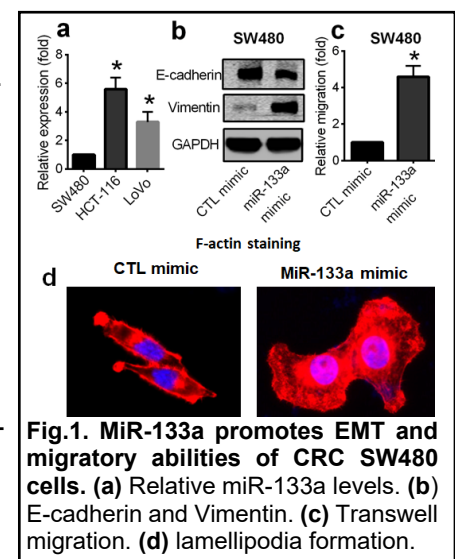 a
Relative expression (fold)
8
6
4
2
0
*
*
SW480
HCT-116
LoVo
b
SW480
E-cadherin
Vimentin
GAPDH
CTL mimic
miR-133a
mimic
c
SW480
Relative migration (fold)
6
4
2
0
*
CTL mimic
miR-133a
mimic
F-actin staining
d
CTL mimic
MiR-133a mimic
Fig.1. MiR-133a promotes EMT and
migratory abilities of CRC SW480
cells. (a) Relative miR-133a levels. (b)
E-cadherin and Vimentin. (c) Transwell
migration. (d) lamellipodia formation.